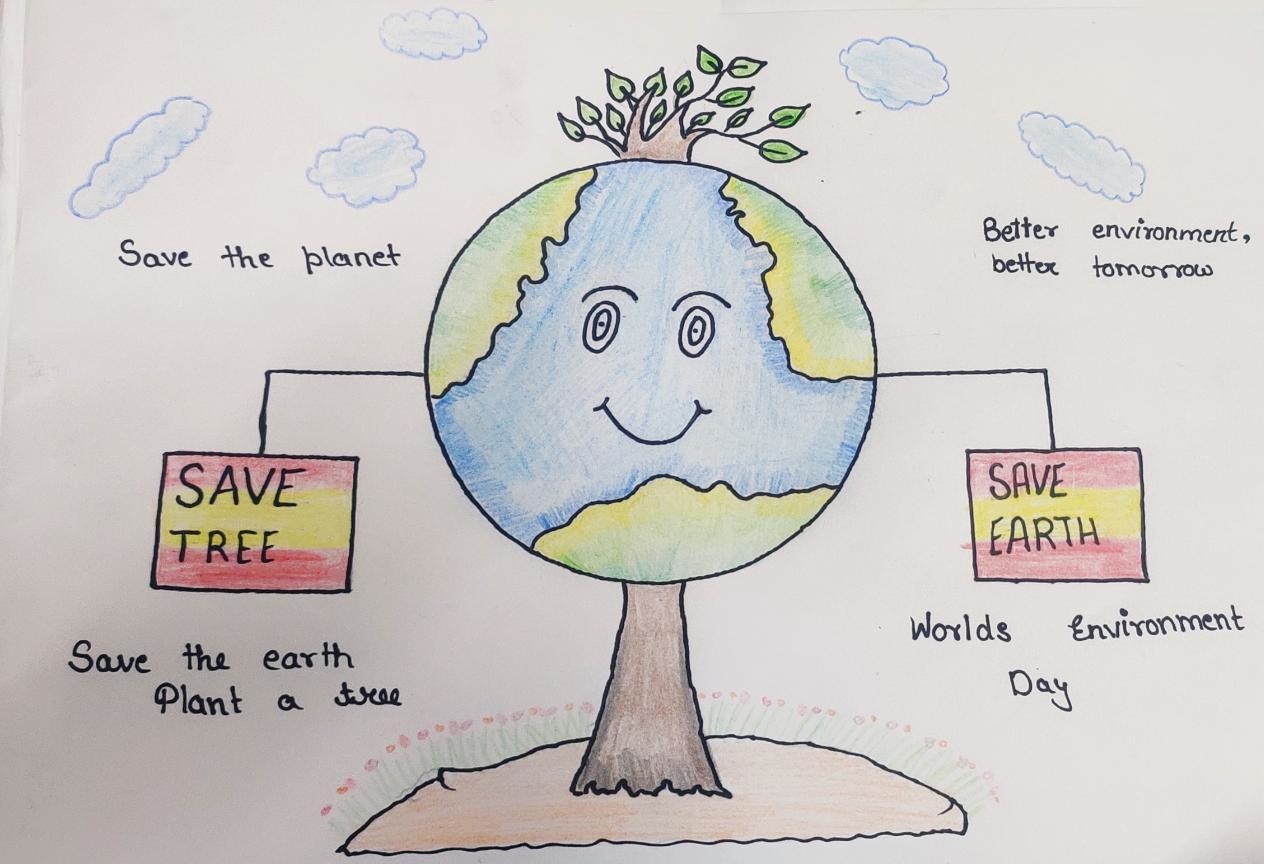 Save the planet
Better environment,
better tomorrow
SAVE
TREE
SAVE
EARTH
Save the earth
Plant a tree
Worlds Environment
Day